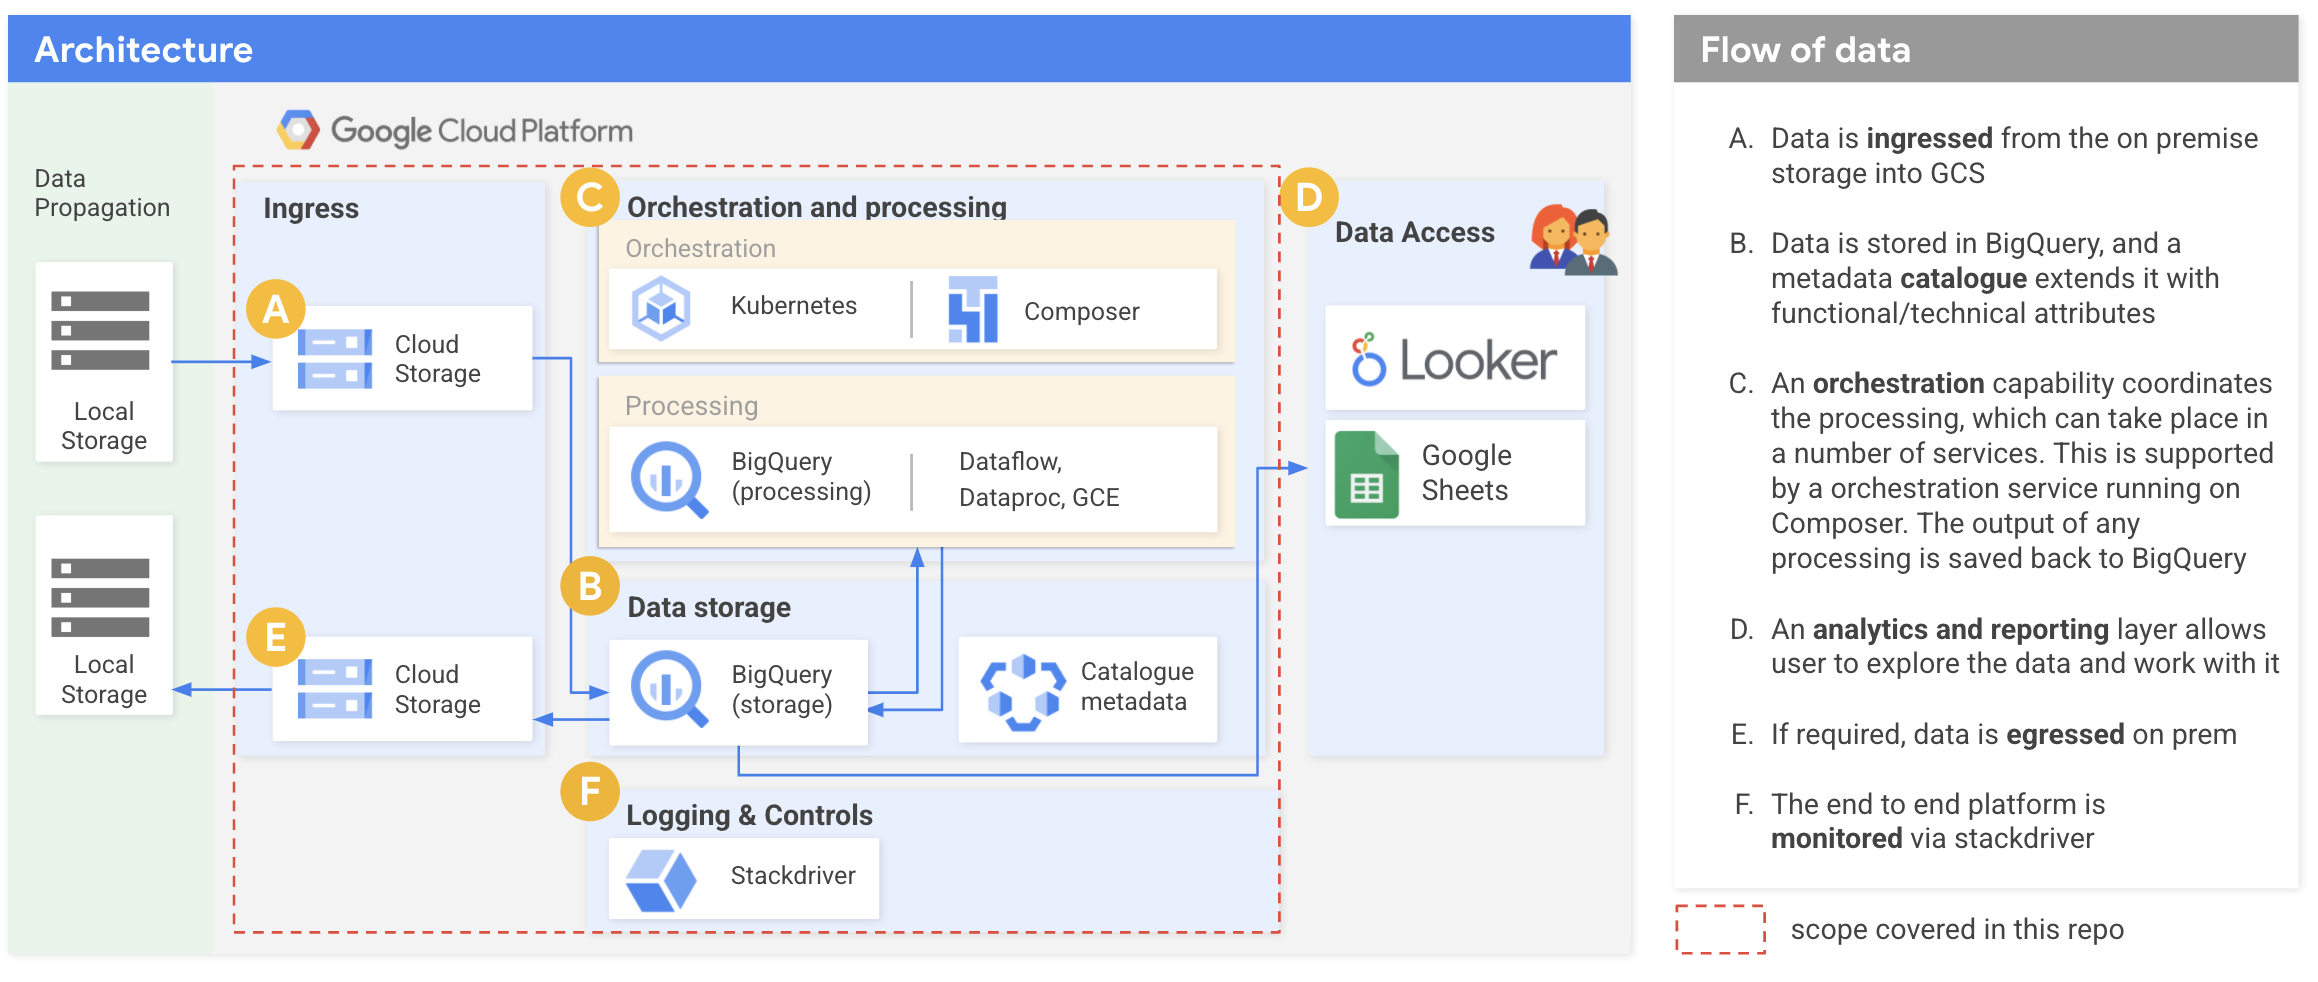 Architecture
Google Cloud Platform
Data
Propagation
Local
Storage
Local
Storage
Ingress
A
Cloud
Storage
E
Cloud
Storage
C
Orchestration and processing
Orchestration
Kubernetes
Composer
Processing
BigQuery
(processing)
Dataflow,
Dataproc, GCE
B
Data storage
BigQuery
(storage)
Catalogue
metadata
F
Logging & Controls
Stackdriver
D
Data Access
Looker
Google
Sheets
Flow of data
A. Data is ingressed from the on premise
storage into GCS
B. Data is stored in BigQuery, and a
metadata catalogue extends it with
functional/technical attributes
C. An orchestration capability coordinates
the processing, which can take place in
a number of services. This is supported
by a orchestration service running on
Composer. The output of any
processing is saved back to BigQuery
D. An analytics and reporting layer allows
user to explore the data and work with it
E. If required, data is egressed on prem
F. The end to end platform is
monitored via stackdriver
scope covered in this repo